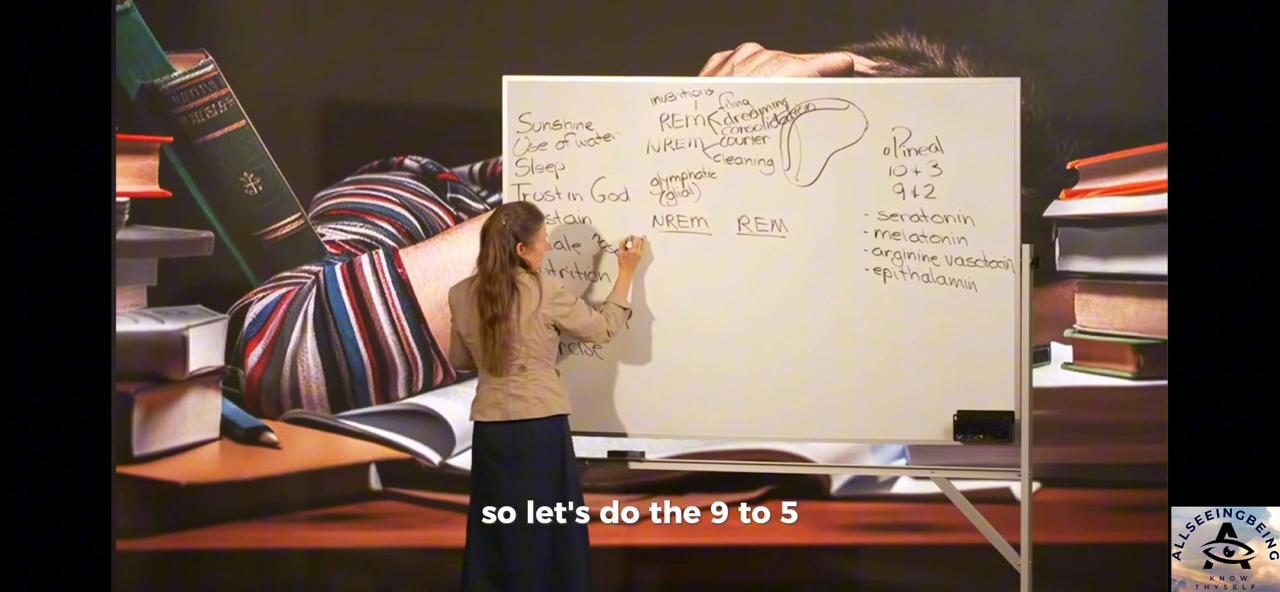 Sunshine
Use of water
Sleep
Trust in God
stain
ale
trition
inventions
REM
filing
dreaming
consolidation
NREM
courier
cleaning
glymphatic
(glial)
NREM REM
Pineal
10 + 3
9 + 2
- seratonin
- melatonin
- arginine vasotocin
- epithalamin
so let's do the 9 to 5
ALLSEEINGBEING
KNOW
THYSELF